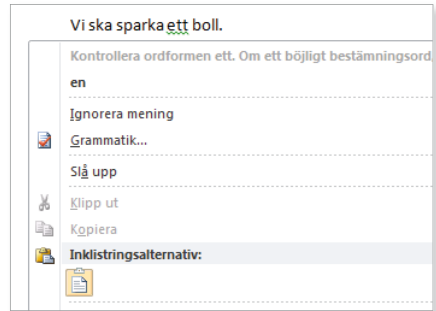 Vi ska sparka ett boll.
Kontrollera ordformen ett. Om ett böjligt bestämningsord
en
Ignorera mening
Grammatik...
Slå upp
Klipp ut
Kopiera
Inklistringsalternativ: